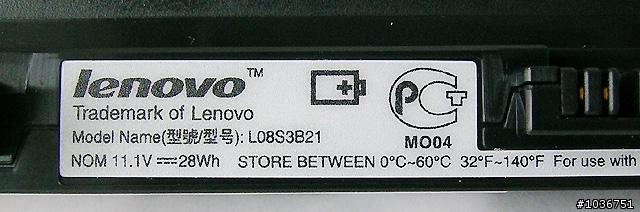 lenovo™
Trademark of Lenovo
Model Name(型號/型号): L08S3B21
NOM 11.1V⎓28Wh STORE BETWEEN 0°C~60°C 32°F~140°F For use with
PCT
MO04
#1036751